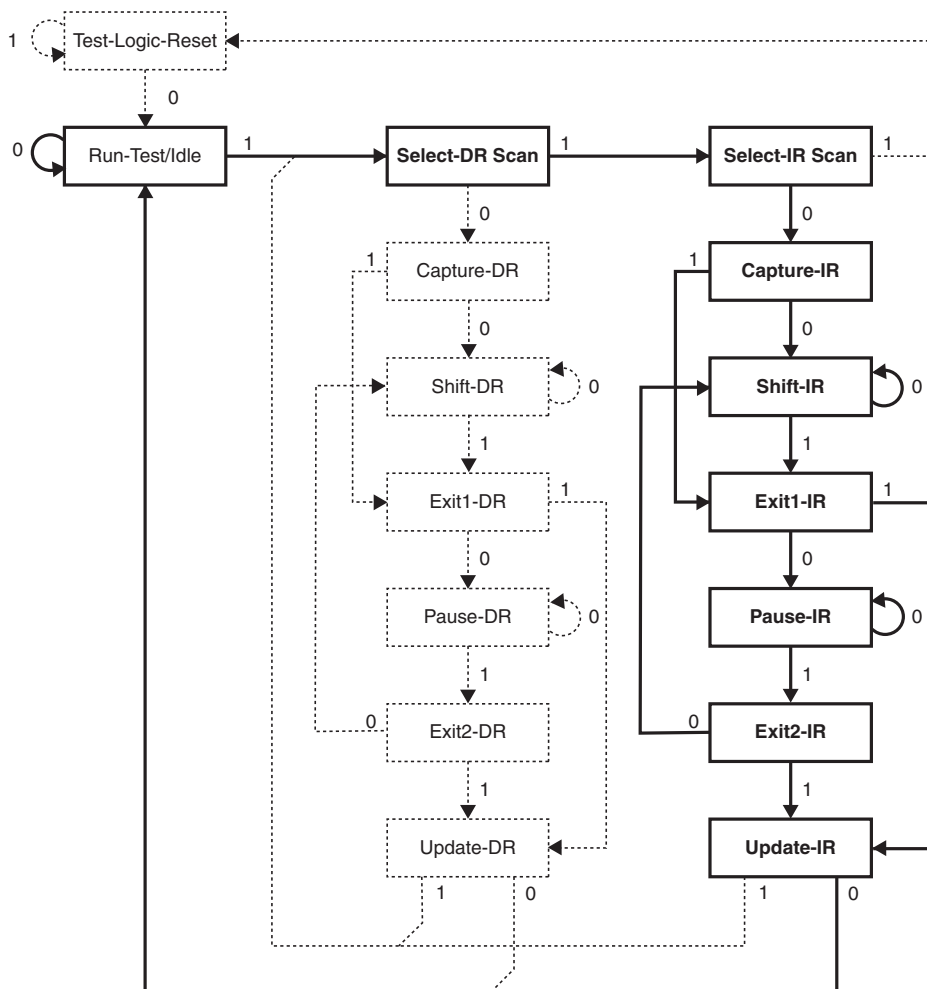 1
Test-Logic-Reset
0
0
Run-Test/Idle
1
Select-DR Scan
1
Select-IR Scan
1
0
0
1
Capture-DR
1
Capture-IR
0
0
Shift-DR
0
Shift-IR
0
1
1
Exit1-DR
1
Exit1-IR
1
0
0
Pause-DR
0
Pause-IR
0
1
1
0
Exit2-DR
0
Exit2-IR
1
1
Update-DR
Update-IR
1
0
1
0